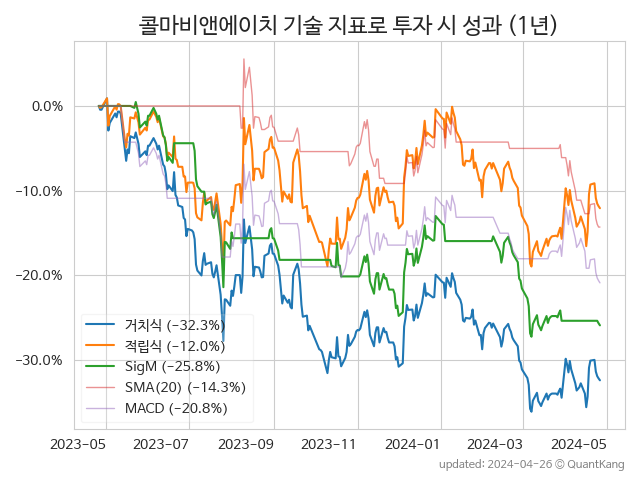 콜마비앤에이치 기술 지표로 투자 시 성과 (1년)
0.0%
−10.0%
−20.0%
−30.0%
거치식 (−32.3%)
적립식 (−12.0%)
SigM (−25.8%)
SMA(20) (−14.3%)
MACD (−20.8%)
2023-05 2023-07 2023-09 2023-11 2024-01 2024-03 2024-05
updated: 2024-04-26 © QuantKang